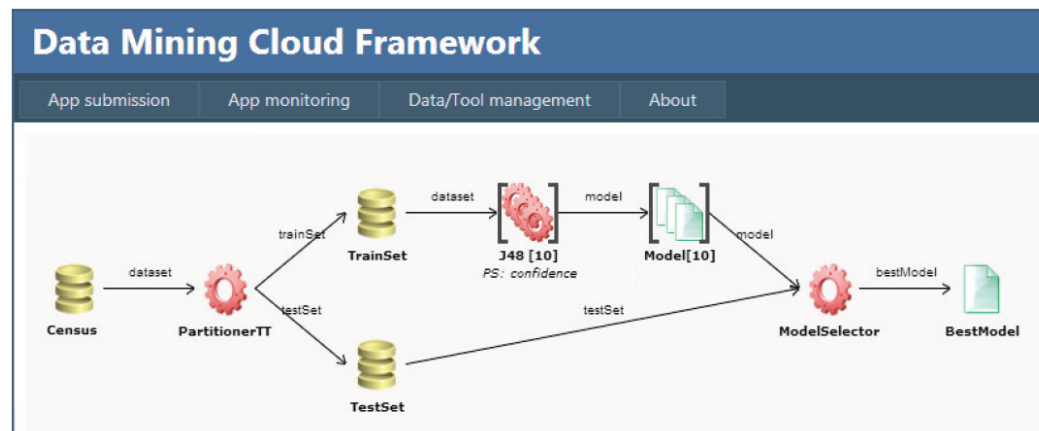 Data Mining Cloud Framework
App submission App monitoring Data/Tool management About
dataset
Census
PartitionerTT
trainSet
testSet
TrainSet
TestSet
dataset
J48 [10]
PS: confidence
model
Model[10]
model
testSet
ModelSelector
bestModel
BestModel